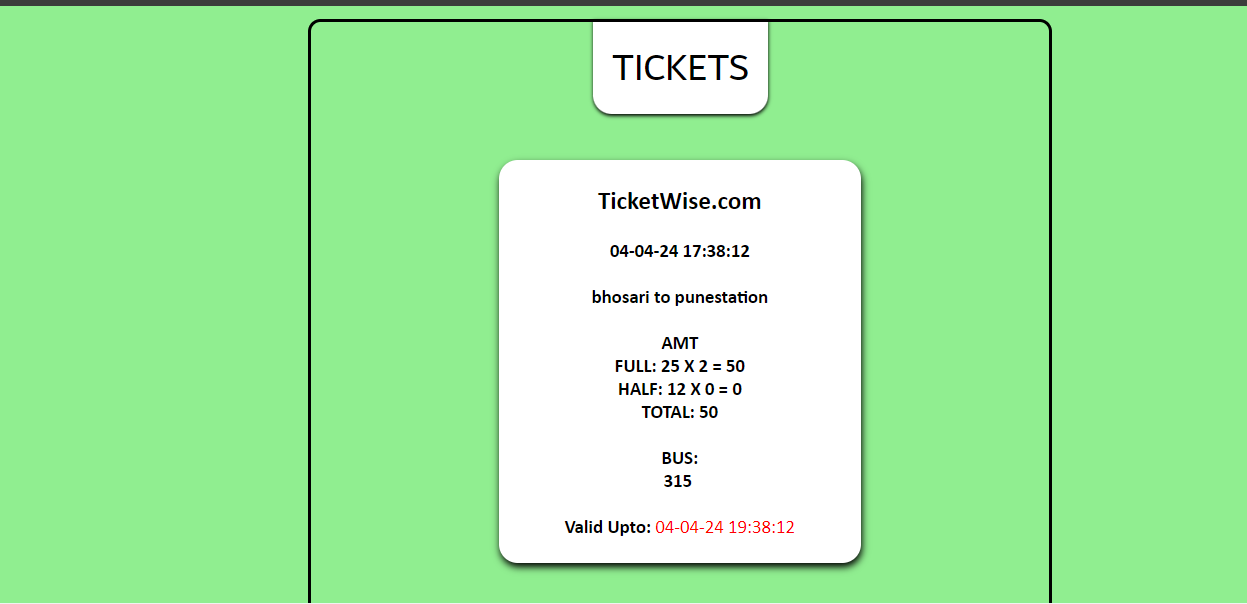 TICKETS
TicketWise.com
04-04-24 17:38:12
bhosari to punestation
AMT
FULL: 25 X 2 = 50
HALF: 12 X 0 = 0
TOTAL: 50
BUS:
315
Valid Upto: 04-04-24 19:38:12